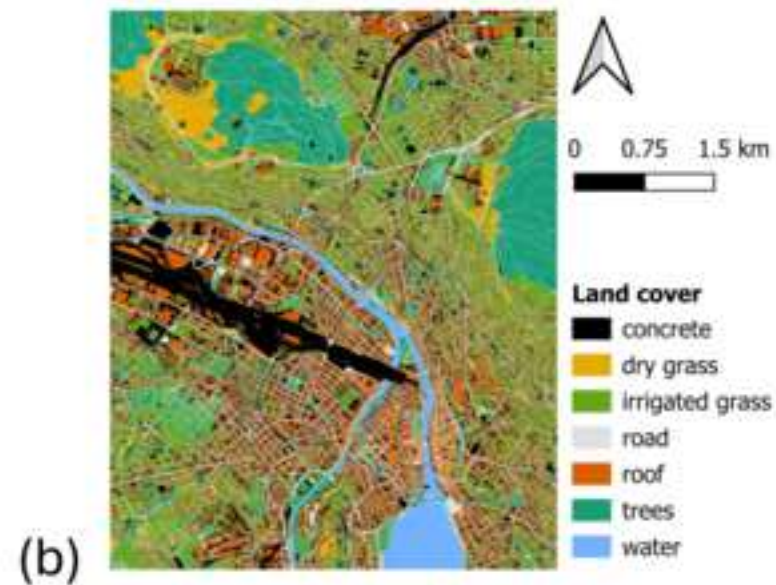 0 0.75 1.5 km
Land cover
concrete
dry grass
irrigated grass
road
roof
trees
water
(b)